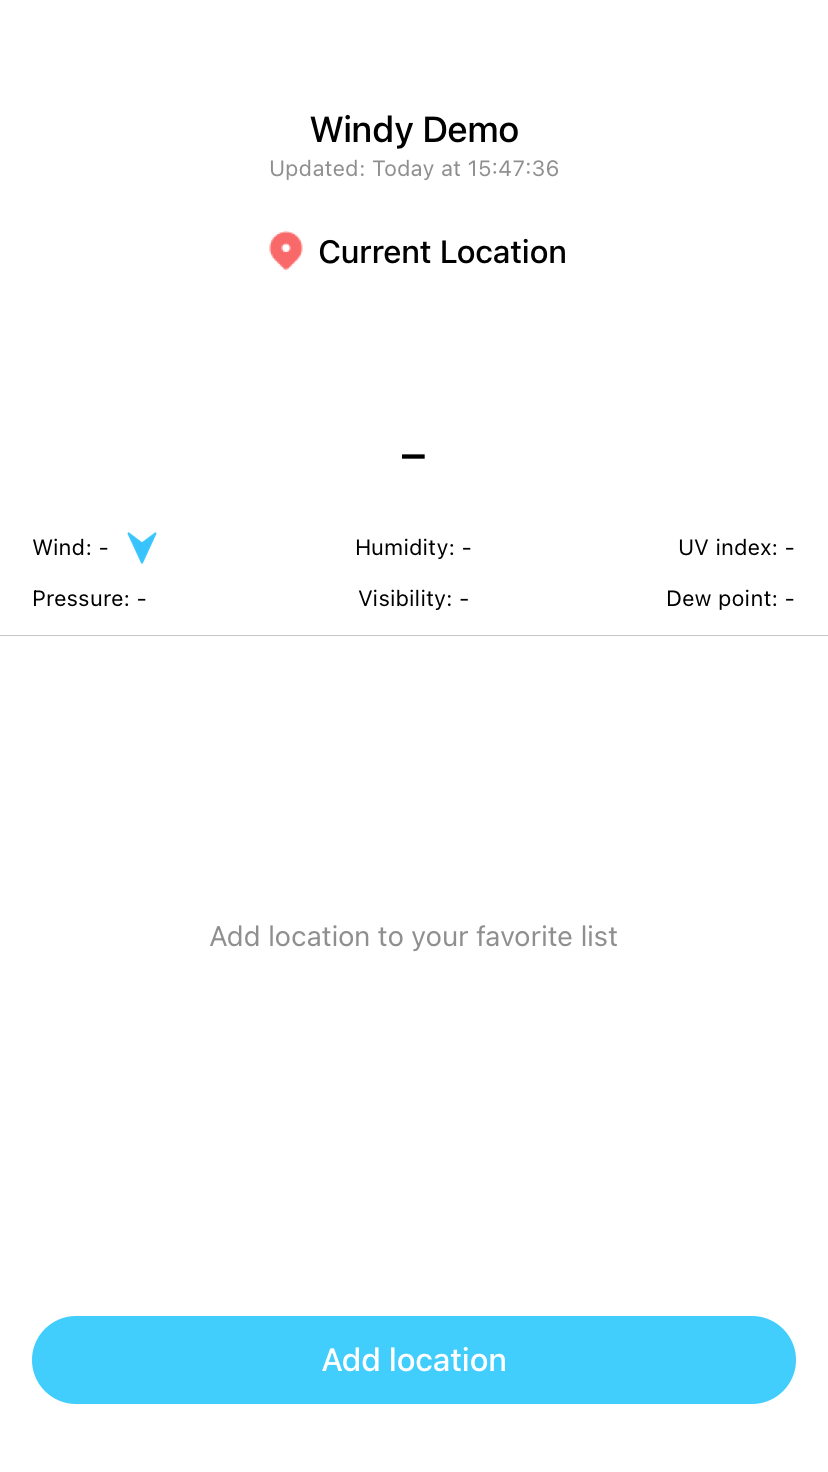 Windy Demo
Updated: Today at 15:47:36
Current Location
–
Wind: - Humidity: - UV index: -
Pressure: - Visibility: - Dew point: -
Add location to your favorite list
Add location